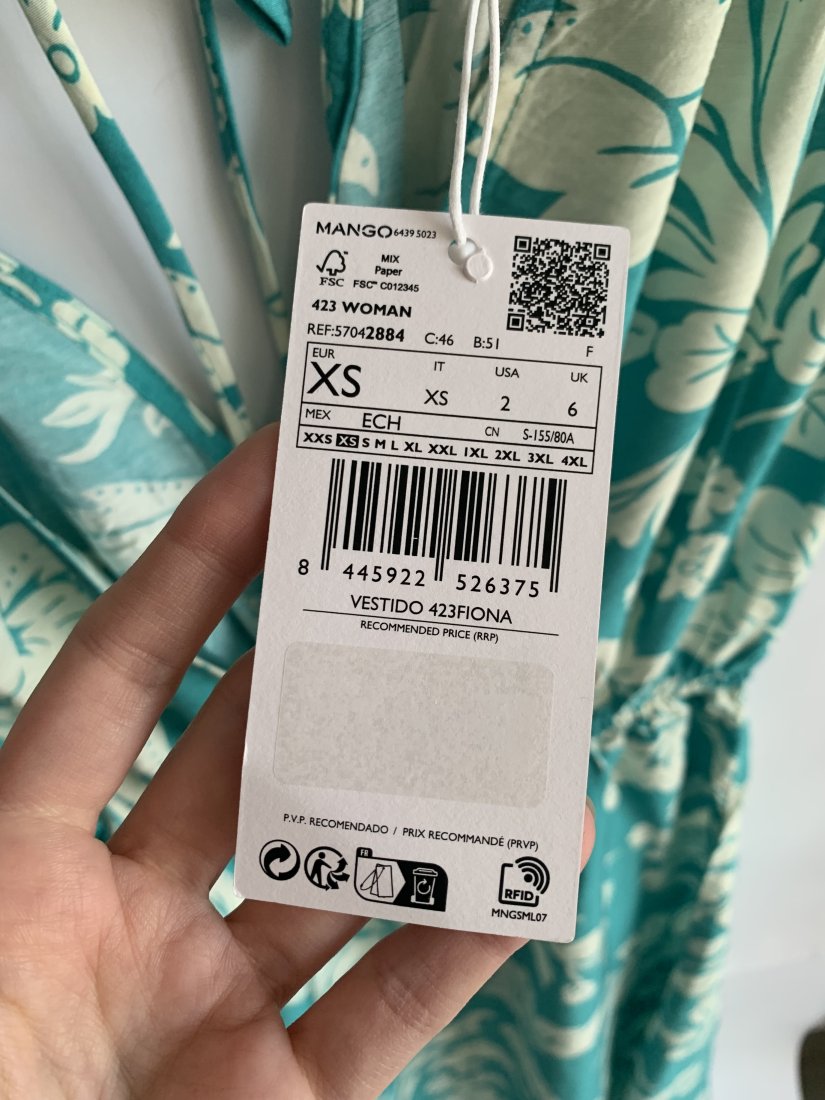 MANGO 6439 5023
MIX
Paper
FSC FSC™ C012345
423 WOMAN
REF:57042884 C:46 B:51 F
EUR IT USA UK
XS XS 2 6
MEX ECH CN S-155/80A
XXS XS S M L XL XXL 1XL 2XL 3XL 4XL
8 445922 526375
VESTIDO 423FIONA
RECOMMENDED PRICE (RRP)
P.V.P. RECOMENDADO / PRIX RECOMMANDÉ (PRVP)
FR
RFID
MNGSML07